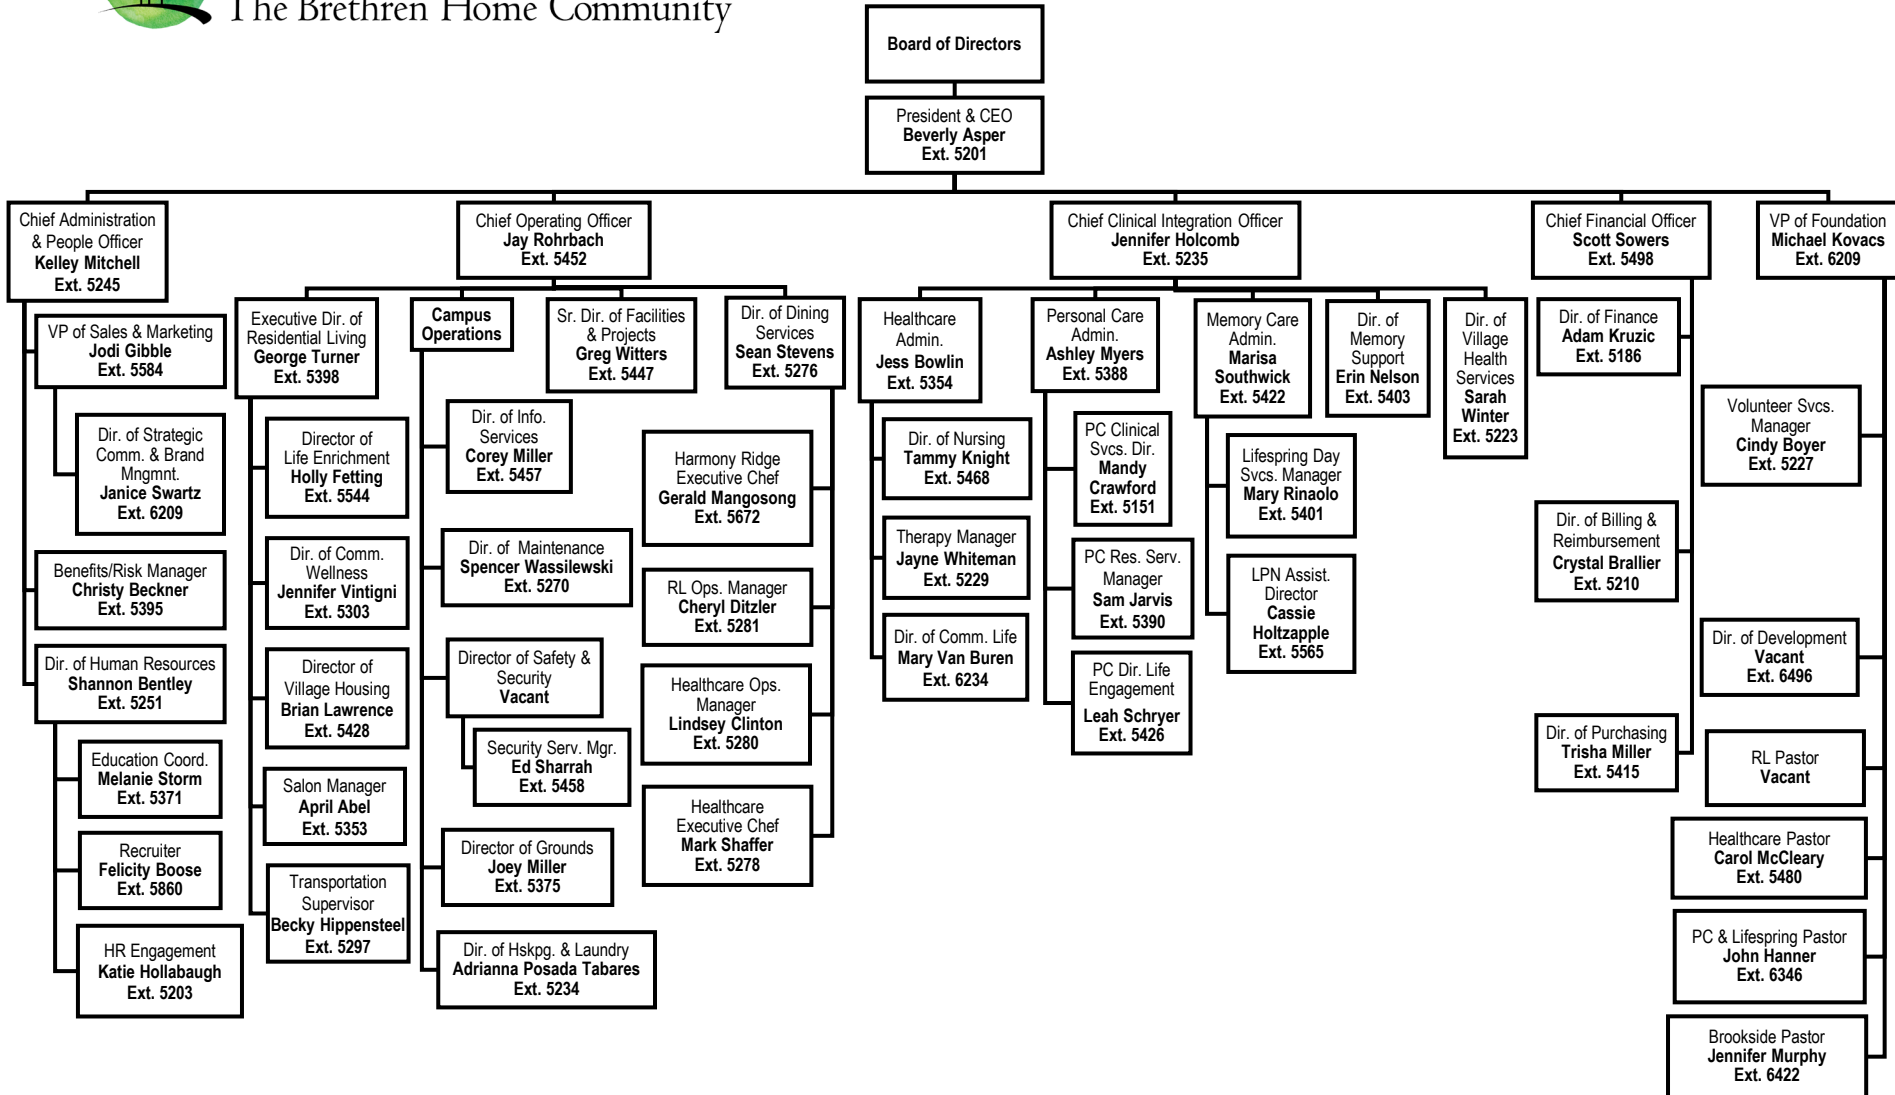 The Brethren Home Community
Board of Directors
President & CEO
Beverly Asper
Ext. 5201
Chief Administration
& People Officer
Kelley Mitchell
Ext. 5245
VP of Sales & Marketing
Jodi Gibble
Ext. 5584
Dir. of Strategic
Comm. & Brand
Mngmnt.
Janice Swartz
Ext. 6209
Benefits/Risk Manager
Christy Beckner
Ext. 5395
Dir. of Human Resources
Shannon Bentley
Ext. 5251
Education Coord.
Melanie Storm
Ext. 5371
Recruiter
Felicity Boose
Ext. 5860
HR Engagement
Katie Hollabaugh
Ext. 5203
Chief Operating Officer
Jay Rohrbach
Ext. 5452
Executive Dir. of
Residential Living
George Turner
Ext. 5398
Director of
Life Enrichment
Holly Fetting
Ext. 5544
Dir. of Comm.
Wellness
Jennifer Vintigni
Ext. 5303
Director of
Village Housing
Brian Lawrence
Ext. 5428
Salon Manager
April Abel
Ext. 5353
Transportation
Supervisor
Becky Hippensteel
Ext. 5297
Campus
Operations
Dir. of Info.
Services
Corey Miller
Ext. 5457
Dir. of Maintenance
Spencer Wassilewski
Ext. 5270
Director of Safety &
Security
Vacant
Security Serv. Mgr.
Ed Sharrah
Ext. 5458
Director of Grounds
Joey Miller
Ext. 5375
Dir. of Hskpg. & Laundry
Adrianna Posada Tabares
Ext. 5234
Sr. Dir. of Facilities
& Projects
Greg Witters
Ext. 5447
Dir. of Dining
Services
Sean Stevens
Ext. 5276
Harmony Ridge
Executive Chef
Gerald Mangosong
Ext. 5672
RL Ops. Manager
Cheryl Ditzler
Ext. 5281
Healthcare Ops.
Manager
Lindsey Clinton
Ext. 5280
Healthcare
Executive Chef
Mark Shaffer
Ext. 5278
Chief Clinical Integration Officer
Jennifer Holcomb
Ext. 5235
Healthcare
Admin.
Jess Bowlin
Ext. 5354
Dir. of Nursing
Tammy Knight
Ext. 5468
Therapy Manager
Jayne Whiteman
Ext. 5229
Dir. of Comm. Life
Mary Van Buren
Ext. 6234
Personal Care
Admin.
Ashley Myers
Ext. 5388
PC Clinical
Svcs. Dir.
Mandy
Crawford
Ext. 5151
PC Res. Serv.
Manager
Sam Jarvis
Ext. 5390
PC Dir. Life
Engagement
Leah Schryer
Ext. 5426
Memory Care
Admin.
Marisa
Southwick
Ext. 5422
Lifespring Day
Svcs. Manager
Mary Rinaolo
Ext. 5401
LPN Assist.
Director
Cassie
Holtzapple
Ext. 5565
Dir. of
Memory
Support
Erin Nelson
Ext. 5403
Dir. of
Village
Health
Services
Sarah
Winter
Ext. 5223
Chief Financial Officer
Scott Sowers
Ext. 5498
Dir. of Finance
Adam Kruzic
Ext. 5186
Dir. of Billing &
Reimbursement
Crystal Brallier
Ext. 5210
Dir. of Purchasing
Trisha Miller
Ext. 5415
VP of Foundation
Michael Kovacs
Ext. 6209
Volunteer Svcs.
Manager
Cindy Boyer
Ext. 5227
Dir. of Development
Vacant
Ext. 6496
RL Pastor
Vacant
Healthcare Pastor
Carol McCleary
Ext. 5480
PC & Lifespring Pastor
John Hanner
Ext. 6346
Brookside Pastor
Jennifer Murphy
Ext. 6422